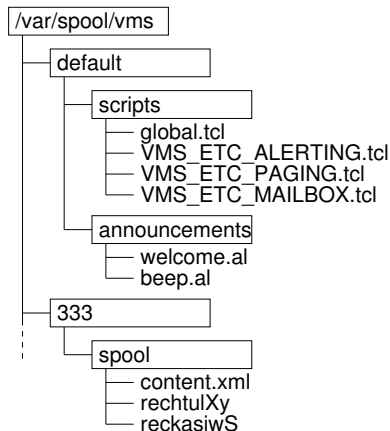 /var/spool/vms
default
scripts
global.tcl
VMS_ETC_ALERTING.tcl
VMS_ETC_PAGING.tcl
VMS_ETC_MAILBOX.tcl
announcements
welcome.al
beep.al
333
spool
content.xml
rechtulXy
reckasiwS